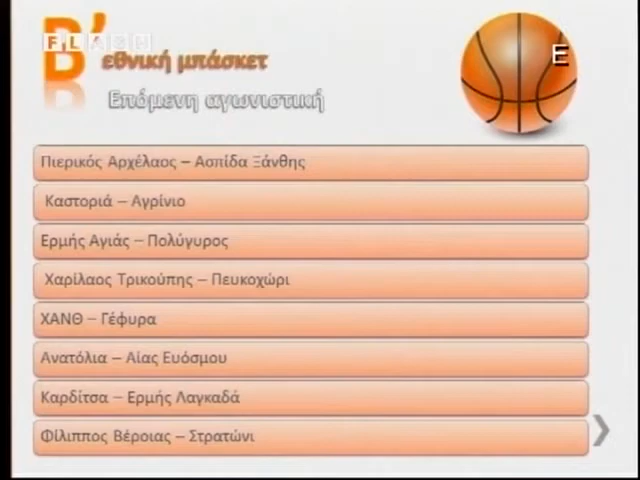 FLASH
Β' εθνική μπάσκετ
E
Επόμενη αγωνιστική
Πιερικός Αρχέλαος – Ασπίδα Ξάνθης
Καστοριά – Αγρίνιο
Ερμής Αγιάς – Πολύγυρος
Χαρίλαος Τρικούπης – Πευκοχώρι
ΧΑΝΘ – Γέφυρα
Ανατόλια – Αίας Ευόσμου
Καρδίτσα – Ερμής Λαγκαδά
Φίλιππος Βέροιας – Στρατώνι